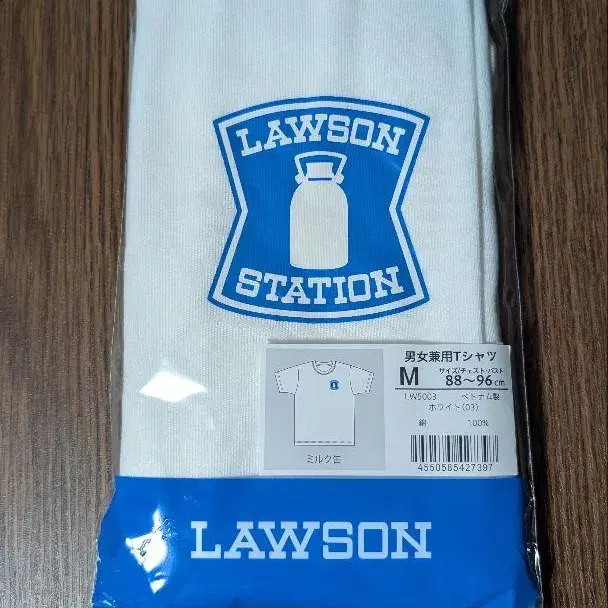 LAWSON
STATION
男女兼用Tシャツ
M サイズ/チェスト・バスト
88～96cm
LW5003 ベトナム製
ホワイト(03)
綿 100%
ミルク缶
4550585427397
LAWSON